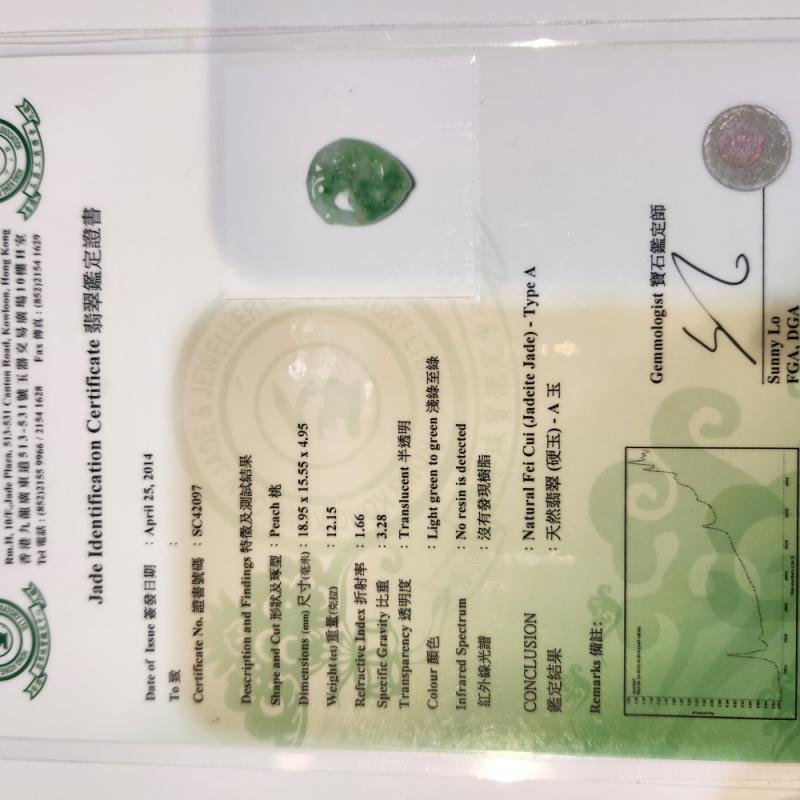 Rm.H, 10/F., Jade Plaza, 513-531 Canton Road, Kowloon, Hong Kong
香港九龍廣東道513-531號玉器交易廣場10樓H室
Tel 電話 : (852)2155 9966 / 2154 1628 Fax 傳真 : (852)2154 1629
Jade Identification Certificate 翡翠鑑定證書
Date of Issue 簽發日期 : April 25, 2014
To 致 :
Certificate No. 證書號碼 : SC42097
Description and Findings 特徵及測試結果
Shape and Cut 形狀及琢型 : Peach 桃
Dimensions (mm) 尺寸(毫米) : 18.95 x 15.55 x 4.95
Weight (ct) 重量(克拉) : 12.15
Refractive Index 折射率 : 1.66
Specific Gravity 比重 : 3.28
Transparency 透明度 : Translucent 半透明
Colour 顏色 : Light green to green 淺綠至綠
Infrared Spectrum : No resin is detected
紅外線光譜 : 沒有發現樹脂
CONCLUSION : Natural Fei Cui (Jadeite Jade) - Type A
鑑定結果 : 天然翡翠 (硬玉) - A 玉
Remarks 備註:
Gemmologist 寶石鑑定師
Sunny Lo
FGA, DGA